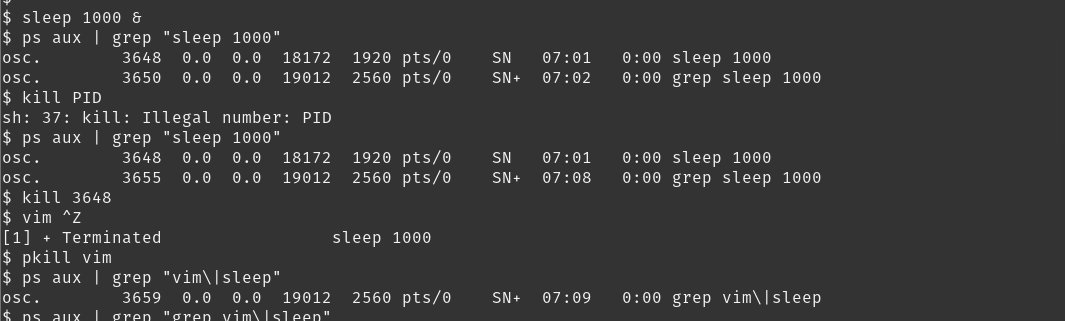 $
$ sleep 1000 &
$ ps aux | grep "sleep 1000"
osc.        3648  0.0  0.0  18172  1920 pts/0    SN   07:01   0:00 sleep 1000
osc.        3650  0.0  0.0  19012  2560 pts/0    SN+  07:02   0:00 grep sleep 1000
$ kill PID
sh: 37: kill: Illegal number: PID
$ ps aux | grep "sleep 1000"
osc.        3648  0.0  0.0  18172  1920 pts/0    SN   07:01   0:00 sleep 1000
osc.        3655  0.0  0.0  19012  2560 pts/0    SN+  07:08   0:00 grep sleep 1000
$ kill 3648
$ vim ^Z
[1] + Terminated                 sleep 1000
$ pkill vim
$ ps aux | grep "vim\|sleep"
osc.        3659  0.0  0.0  19012  2560 pts/0    SN+  07:09   0:00 grep vim\|sleep
$ ps aux | grep "grep vim\|sleep"